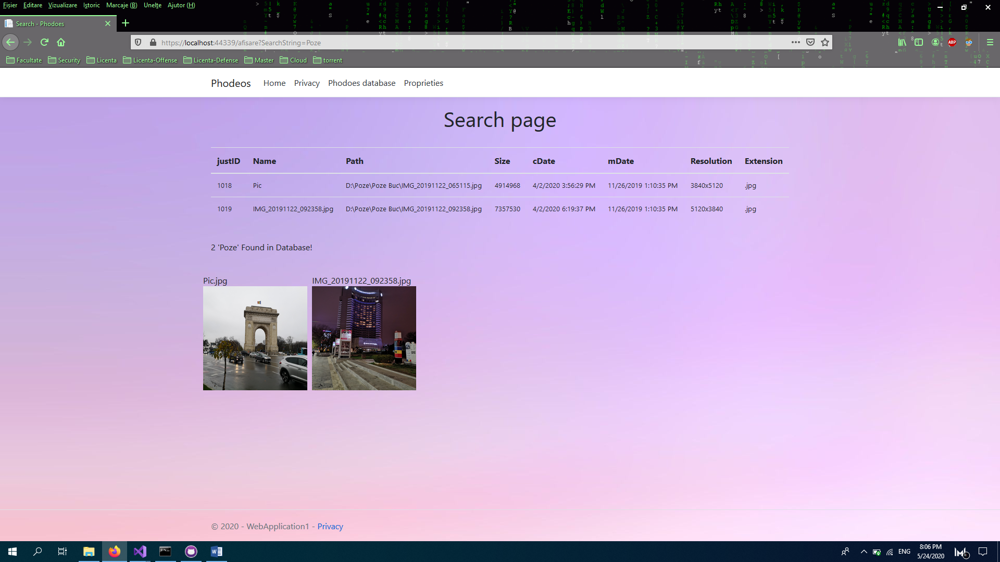 Fișier Editare Vizualizare Istoric Marcaje (B) Unelte Ajutor (H)
Search - Phodoes
https://localhost:44339/afisare?SearchString=Poze
ABP
Facultate Security Licenta Licenta-Offense Licenta-Defense Master Cloud torrent
Phodeos Home Privacy Phodoes database Proprieties
Search page
justID Name Path Size cDate mDate Resolution Extension
1018 Pic D:\Poze\Poze Buc\IMG_20191122_065115.jpg 4914968 4/2/2020 3:56:29 PM 11/26/2019 1:10:35 PM 3840x5120 .jpg
1019 IMG_20191122_092358.jpg D:\Poze\Poze Buc\IMG_20191122_092358.jpg 7357530 4/2/2020 6:19:37 PM 11/26/2019 1:10:35 PM 5120x3840 .jpg
2 'Poze' Found in Database!
Pic.jpg IMG_20191122_092358.jpg
© 2020 - WebApplication1 - Privacy
ENG
8:06 PM
5/24/2020